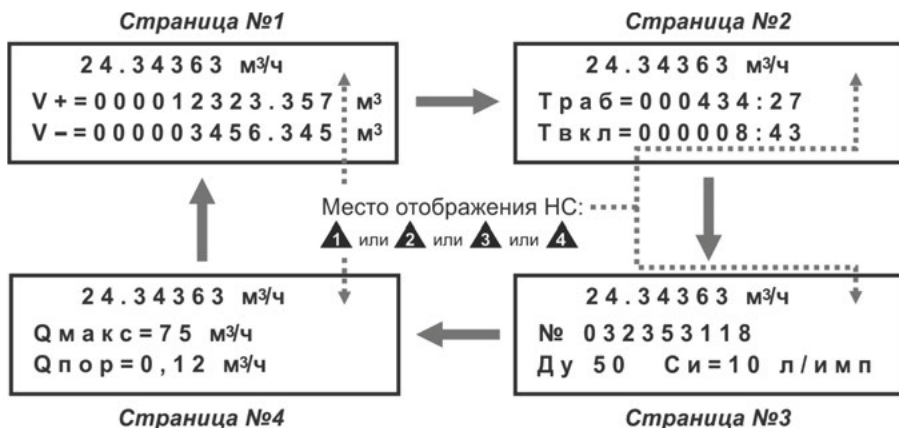 Страница №1
24.34363 м³/ч
V+=000012323.357 м³
V−=000003456.345 м³
Страница №2
24.34363 м³/ч
Траб=000434:27
Твкл=000008:43
Место отображения НС:
1 или 2 или 3 или 4
24.34363 м³/ч
Qмакс=75 м³/ч
Qпор=0,12 м³/ч
Страница №4
24.34363 м³/ч
№ 032353118
Ду 50 Си=10 л/имп
Страница №3